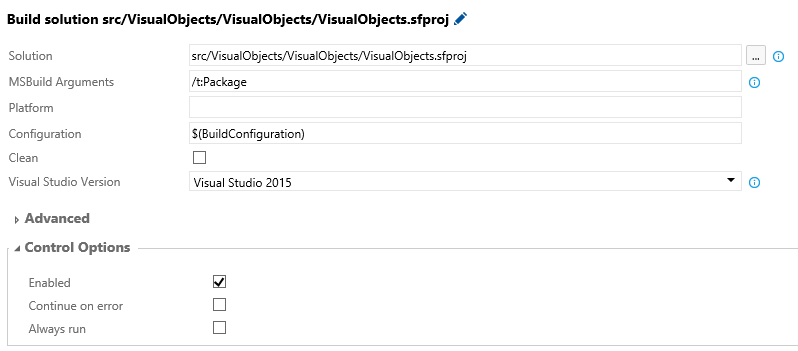 Build solution src/VisualObjects/VisualObjects/VisualObjects.sfproj
Solution src/VisualObjects/VisualObjects/VisualObjects.sfproj ...
MSBuild Arguments /t:Package
Platform
Configuration $(BuildConfiguration)
Clean
Visual Studio Version Visual Studio 2015
Advanced
Control Options
Enabled
Continue on error
Always run